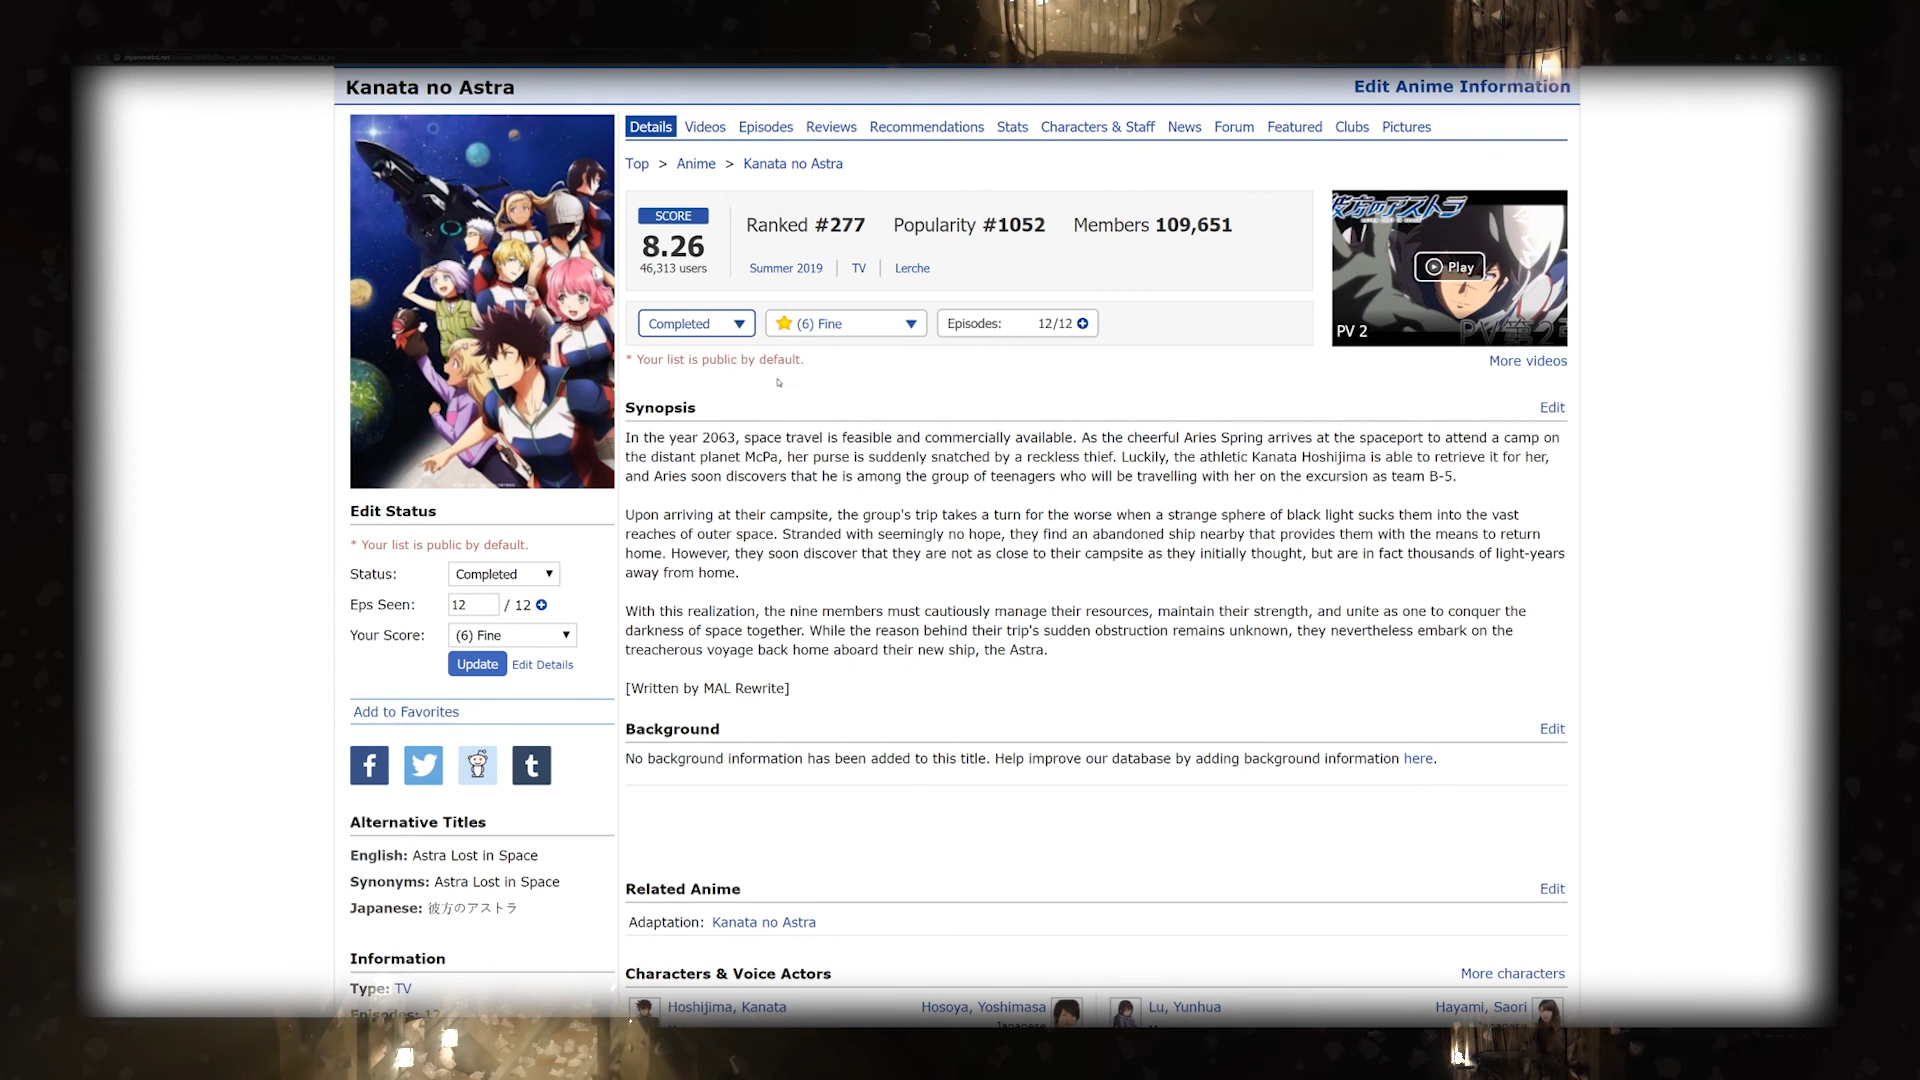 Kanata no Astra
Edit Anime Information
Details Videos Episodes Reviews Recommendations Stats Characters & Staff News Forum Featured Clubs Pictures
Top > Anime > Kanata no Astra
SCORE
8.26
46,313 users
Ranked #277 Popularity #1052 Members 109,651
Summer 2019 TV Lerche
Completed
(6) Fine
Episodes: 12/12
* Your list is public by default.
彼方のアストラ
Play
PV 2
More videos
Synopsis
Edit
In the year 2063, space travel is feasible and commercially available. As the cheerful Aries Spring arrives at the spaceport to attend a camp on
the distant planet McPa, her purse is suddenly snatched by a reckless thief. Luckily, the athletic Kanata Hoshijima is able to retrieve it for her,
and Aries soon discovers that he is among the group of teenagers who will be travelling with her on the excursion as team B-5.
Upon arriving at their campsite, the group's trip takes a turn for the worse when a strange sphere of black light sucks them into the vast
reaches of outer space. Stranded with seemingly no hope, they find an abandoned ship nearby that provides them with the means to return
home. However, they soon discover that they are not as close to their campsite as they initially thought, but are in fact thousands of light-years
away from home.
With this realization, the nine members must cautiously manage their resources, maintain their strength, and unite as one to conquer the
darkness of space together. While the reason behind their trip's sudden obstruction remains unknown, they nevertheless embark on the
treacherous voyage back home aboard their new ship, the Astra.
[Written by MAL Rewrite]
Background
Edit
No background information has been added to this title. Help improve our database by adding background information here.
Related Anime
Edit
Adaptation: Kanata no Astra
Characters & Voice Actors
More characters
Hoshijima, Kanata
Hosoya, Yoshimasa
Japanese
Lu, Yunhua
Hayami, Saori
Japanese
Edit Status
* Your list is public by default.
Status: Completed
Eps Seen: 12 / 12
Your Score: (6) Fine
Update Edit Details
Add to Favorites
Alternative Titles
English: Astra Lost in Space
Synonyms: Astra Lost in Space
Japanese: 彼方のアストラ
Information
Type: TV
Episodes: 12